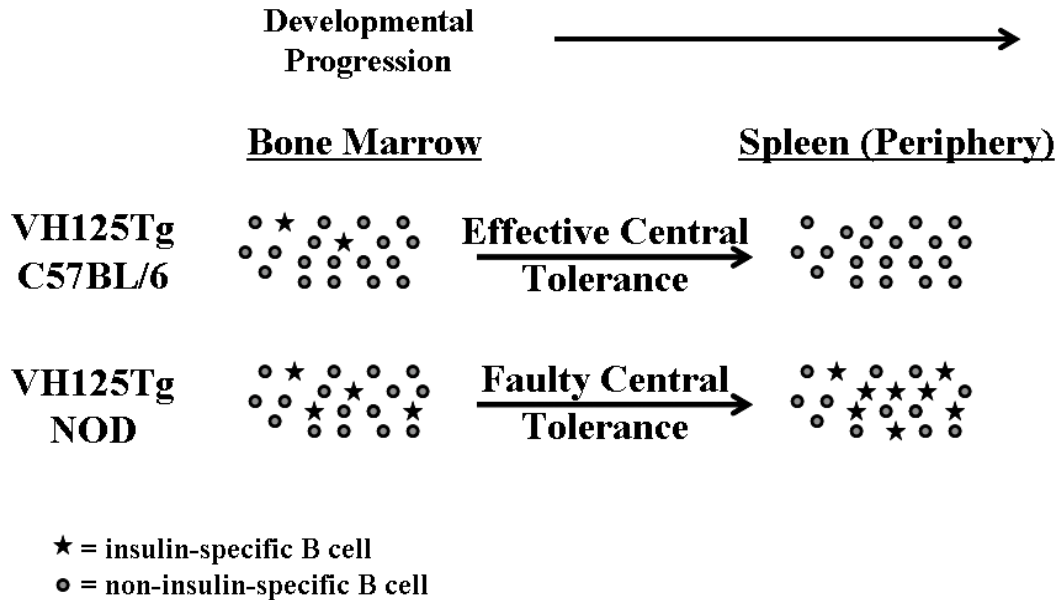 Developmental
Progression
Bone Marrow
Spleen (Periphery)
VH125Tg
C57BL/6
Effective Central
Tolerance
VH125Tg
NOD
Faulty Central
Tolerance
★ = insulin-specific B cell
= non-insulin-specific B cell